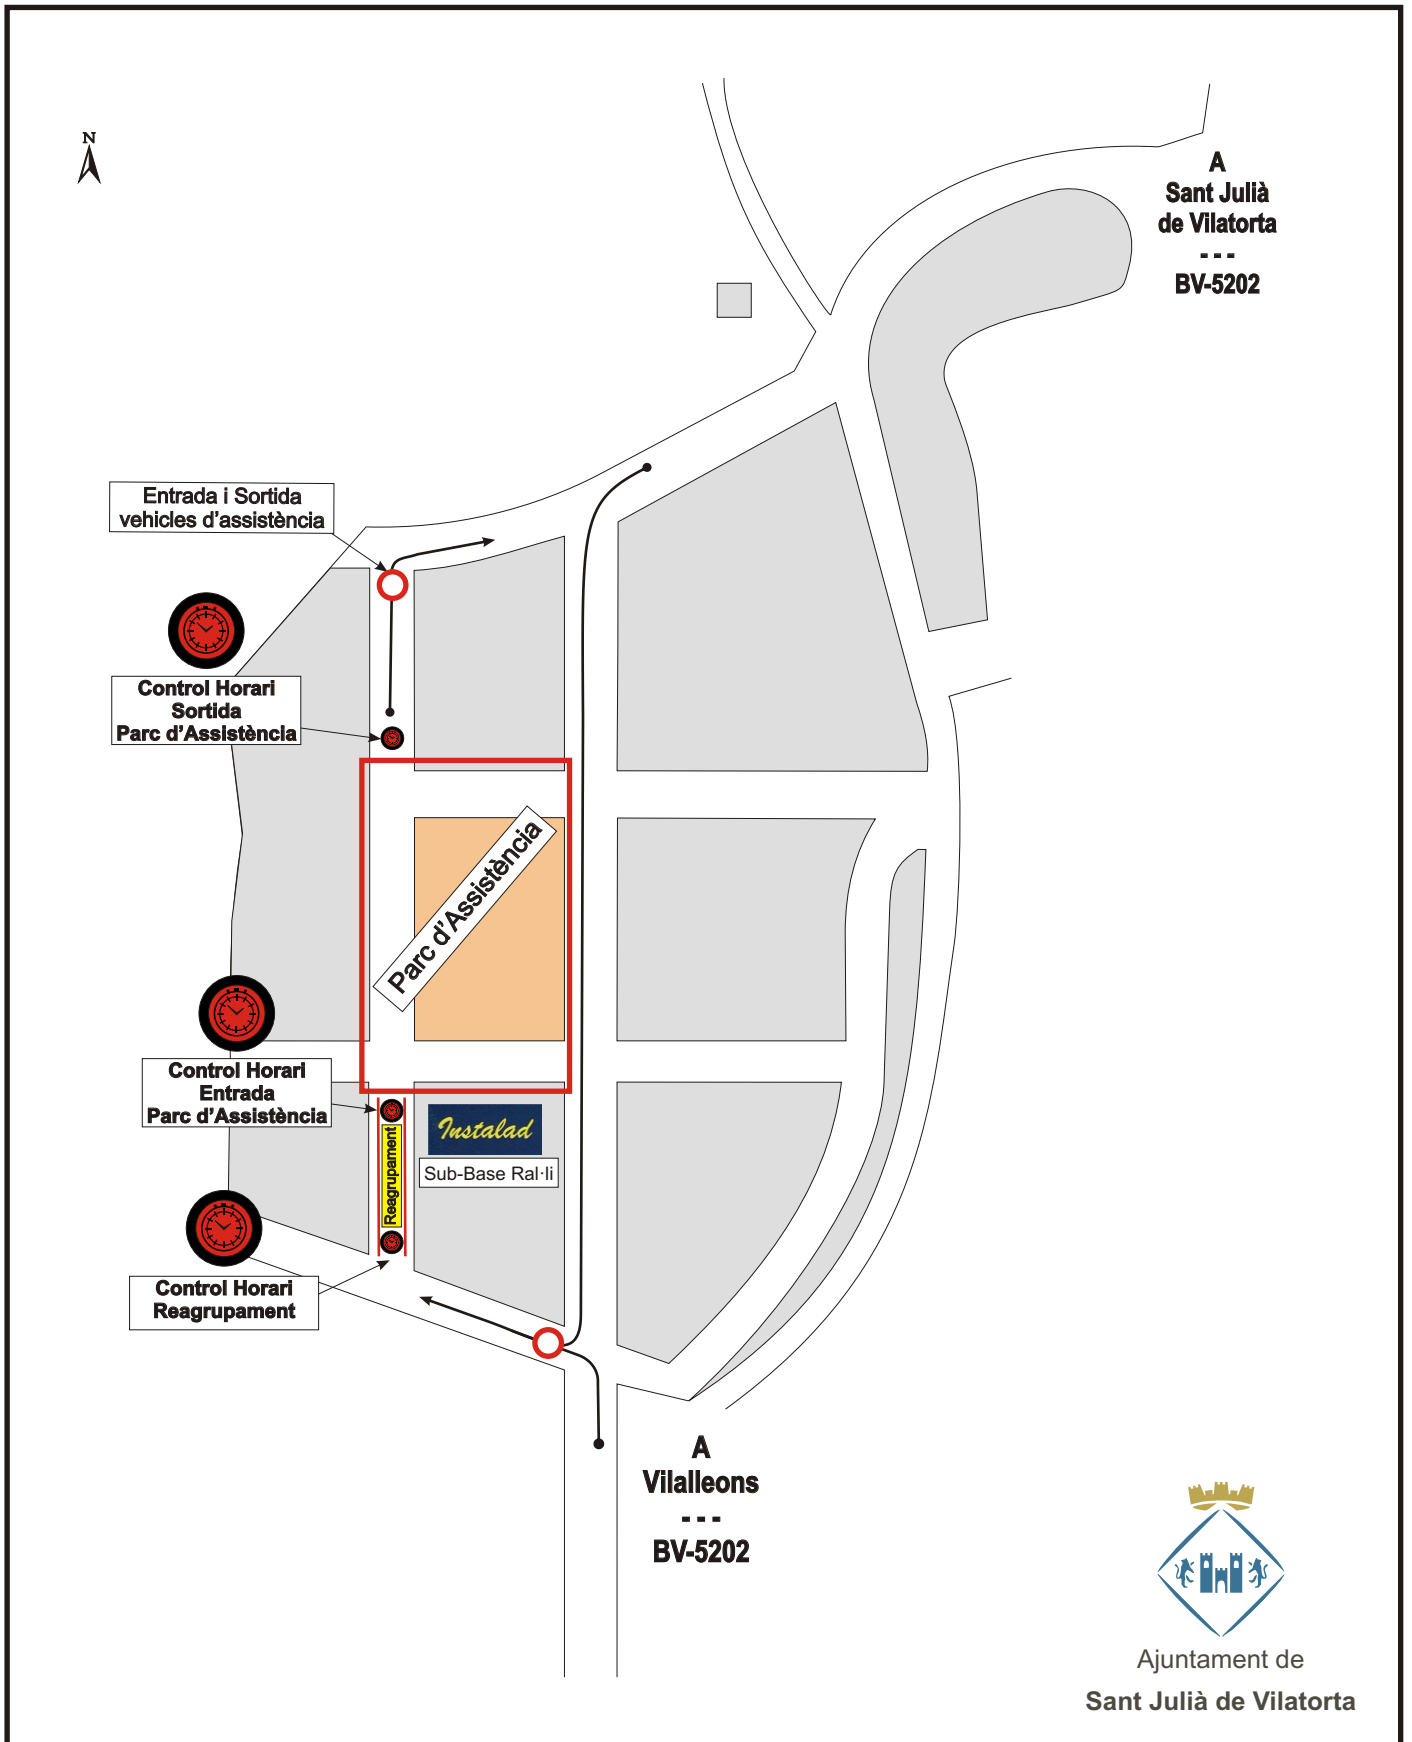 N
A
Sant Julià
de Vilatorta
---
BV-5202
Entrada i Sortida
vehicles d'assistència
Control Horari
Sortida
Parc d'Assistència
Parc d'Assistència
Control Horari
Entrada
Parc d'Assistència
Reagrupament
Instalad
Sub-Base Ral·li
Control Horari
Reagrupament
A
Vilalleons
---
BV-5202
Ajuntament de
Sant Julià de Vilatorta